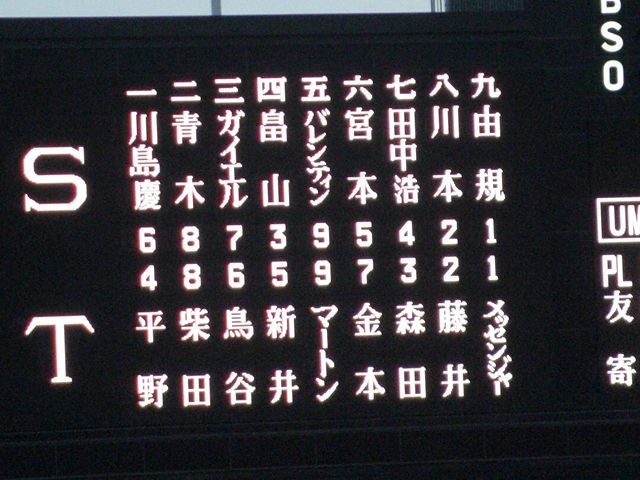 S
一川島慶6
二青木8
三ガイエル7
四畠山3
五バレンティン9
六宮本5
七田中浩4
八川本2
九由規1
T
4平野
8柴田
6鳥谷
5新井
9マートン
7金本
3森田
2藤井
1メッセンジャー
B
S
O
UM
PL
友寄